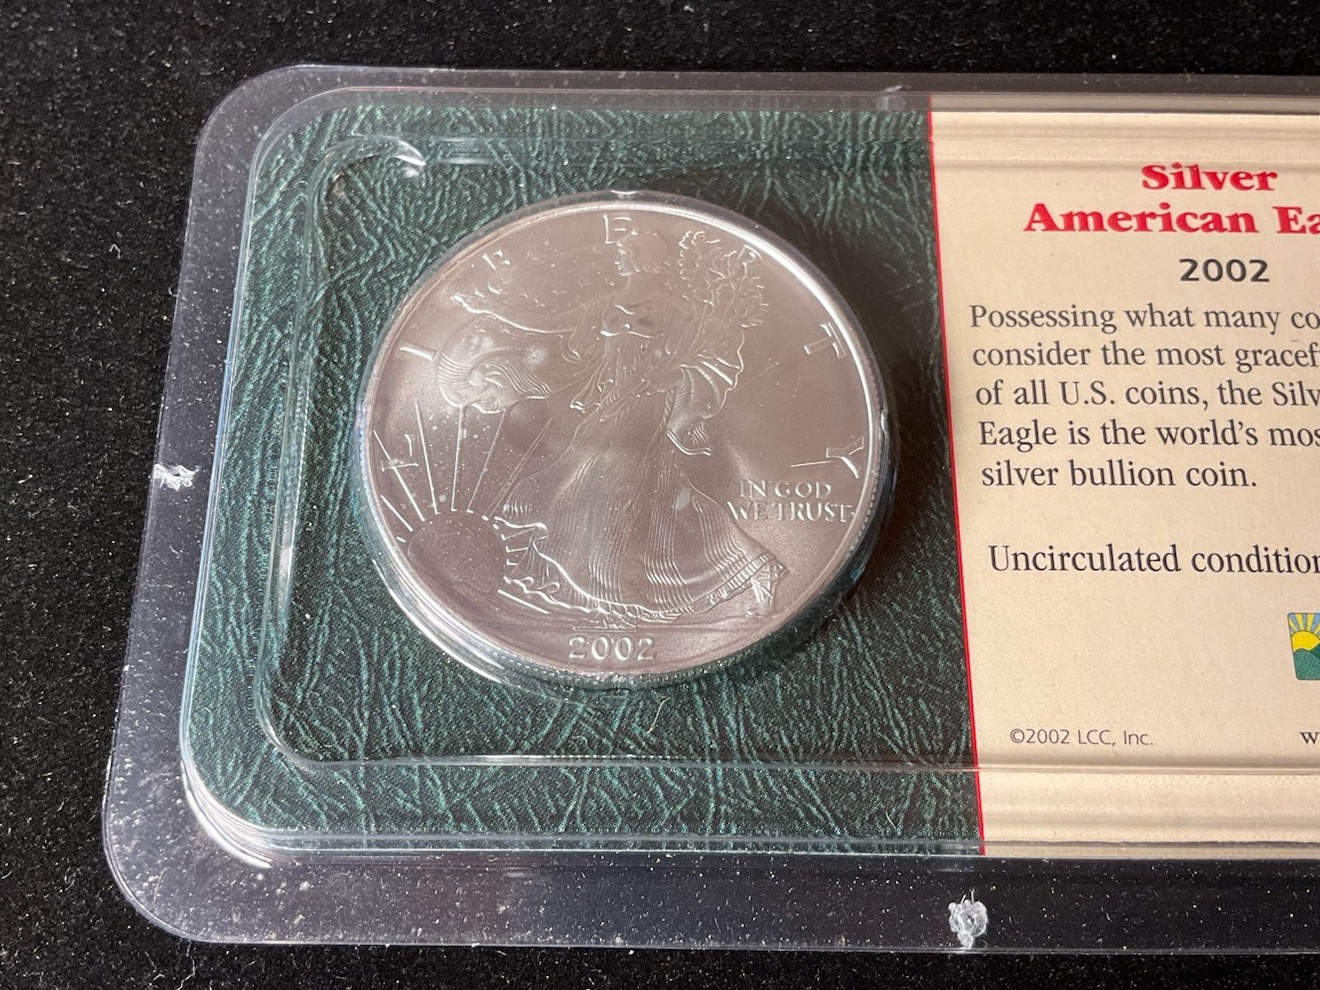 LIBERTY
IN GOD
WE TRUST
2002
Silver
American Ea
2002
Possessing what many co
consider the most gracef
of all U.S. coins, the Silv
Eagle is the world's mos
silver bullion coin.
Uncirculated condition
©2002 LCC, Inc.
w